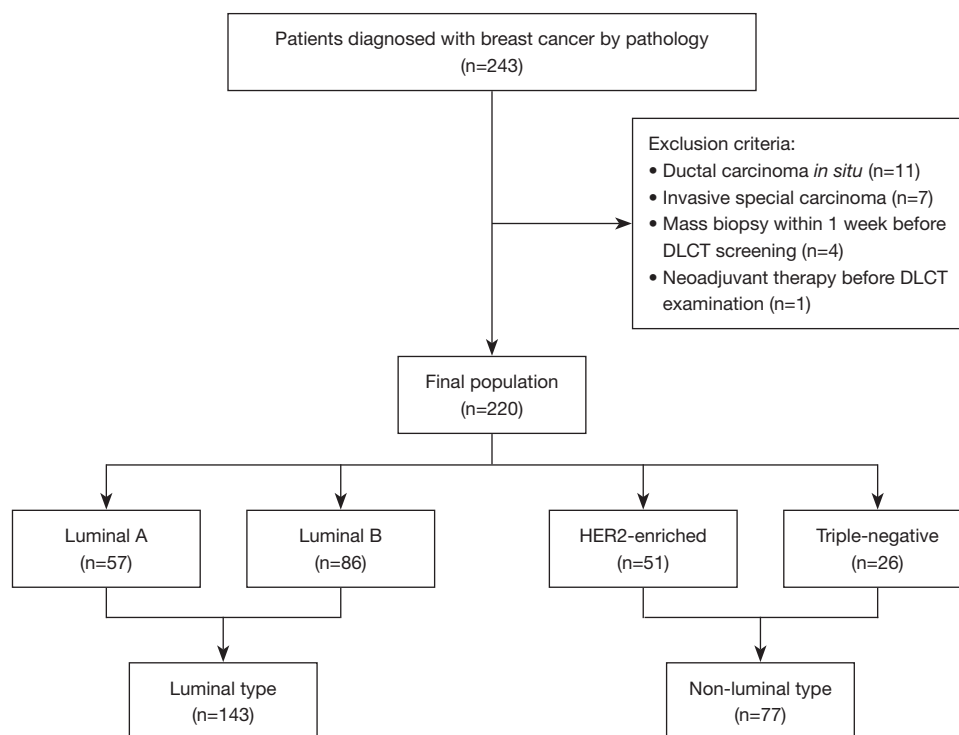 Patients diagnosed with breast cancer by pathology
(n=243)
Exclusion criteria:
• Ductal carcinoma in situ (n=11)
• Invasive special carcinoma (n=7)
• Mass biopsy within 1 week before
DLCT screening (n=4)
• Neoadjuvant therapy before DLCT
examination (n=1)
Final population
(n=220)
Luminal A
(n=57)
Luminal B
(n=86)
HER2-enriched
(n=51)
Triple-negative
(n=26)
Luminal type
(n=143)
Non-luminal type
(n=77)